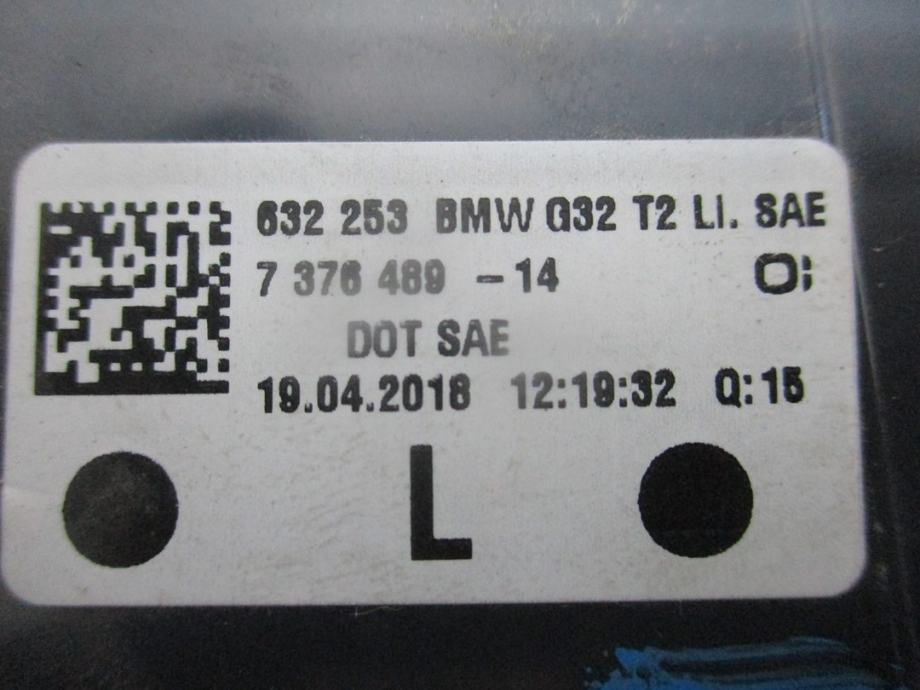 632 253 BMW G32 T2 LI. SAE
7 376 489 -14 O:
DOT SAE
19.04.2018 12:19:32 Q:15
L